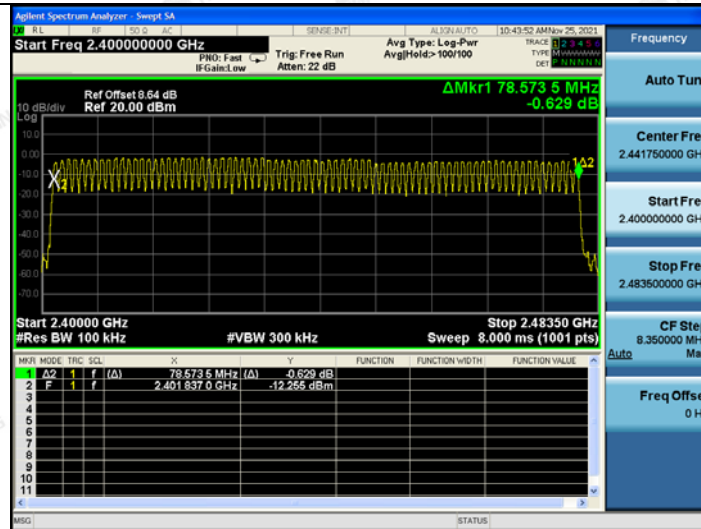 Agilent Spectrum Analyzer - Swept SA
RL RF 50 Ω AC SENSE:INT ALIGNAUTO 10:43:52 AMNov 25, 2021
Start Freq 2.400000000 GHz
PNO: Fast
IFGain:Low
Trig: Free Run
Atten: 22 dB
Avg Type: Log-Pwr
Avg|Hold:>100/100
TRACE 1 2 3 4 5 6
TYPE M
DET P N N N N N
Frequency
Ref Offset 8.64 dB
Ref 20.00 dBm
10 dB/div
Log
ΔMkr1 78.573 5 MHz
-0.629 dB
10.0
0.00
-10.0
-20.0
-30.0
-40.0
-50.0
-60.0
-70.0
2
1Δ2
Start 2.40000 GHz
Stop 2.48350 GHz
#Res BW 100 kHz
#VBW 300 kHz
Sweep 8.000 ms (1001 pts)
MKR MODE TRC SCL X Y FUNCTION FUNCTION WIDTH FUNCTION VALUE
1 Δ2 1 f (Δ) 78.573 5 MHz (Δ) -0.629 dB
2 F 1 f 2.401 837 0 GHz -12.255 dBm
3
4
5
6
7
8
9
10
11
MSG
STATUS
Auto Tun
Center Fre
2.441750000 GH
Start Fre
2.400000000 GH
Stop Fre
2.483500000 GH
CF Ste
8.350000 MH
Auto Ma
Freq Offse
0 H